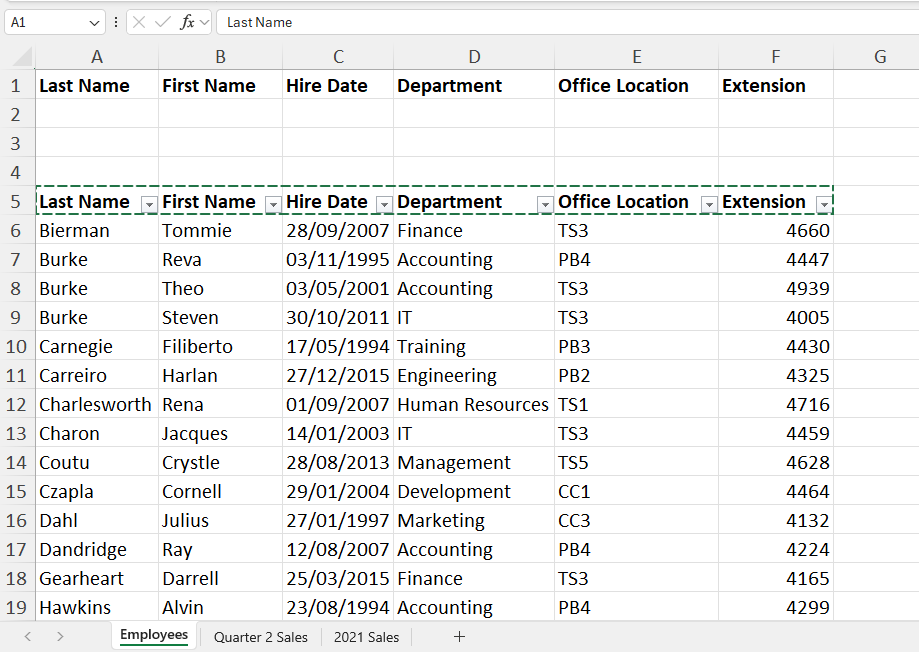 A1 fx Last Name
A B C D E F G
1 Last Name First Name Hire Date Department Office Location Extension
2
3
4
5 Last Name First Name Hire Date Department Office Location Extension
6 Bierman Tommie 28/09/2007 Finance TS3 4660
7 Burke Reva 03/11/1995 Accounting PB4 4447
8 Burke Theo 03/05/2001 Accounting TS3 4939
9 Burke Steven 30/10/2011 IT TS3 4005
10 Carnegie Filiberto 17/05/1994 Training PB3 4430
11 Carreiro Harlan 27/12/2015 Engineering PB2 4325
12 Charlesworth Rena 01/09/2007 Human Resources TS1 4716
13 Charon Jacques 14/01/2003 IT TS3 4459
14 Coutu Crystle 28/08/2013 Management TS5 4628
15 Czapla Cornell 29/01/2004 Development CC1 4464
16 Dahl Julius 27/01/1997 Marketing CC3 4132
17 Dandridge Ray 12/08/2007 Accounting PB4 4224
18 Gearheart Darrell 25/03/2015 Finance TS3 4165
19 Hawkins Alvin 23/08/1994 Accounting PB4 4299
Employees Quarter 2 Sales 2021 Sales +